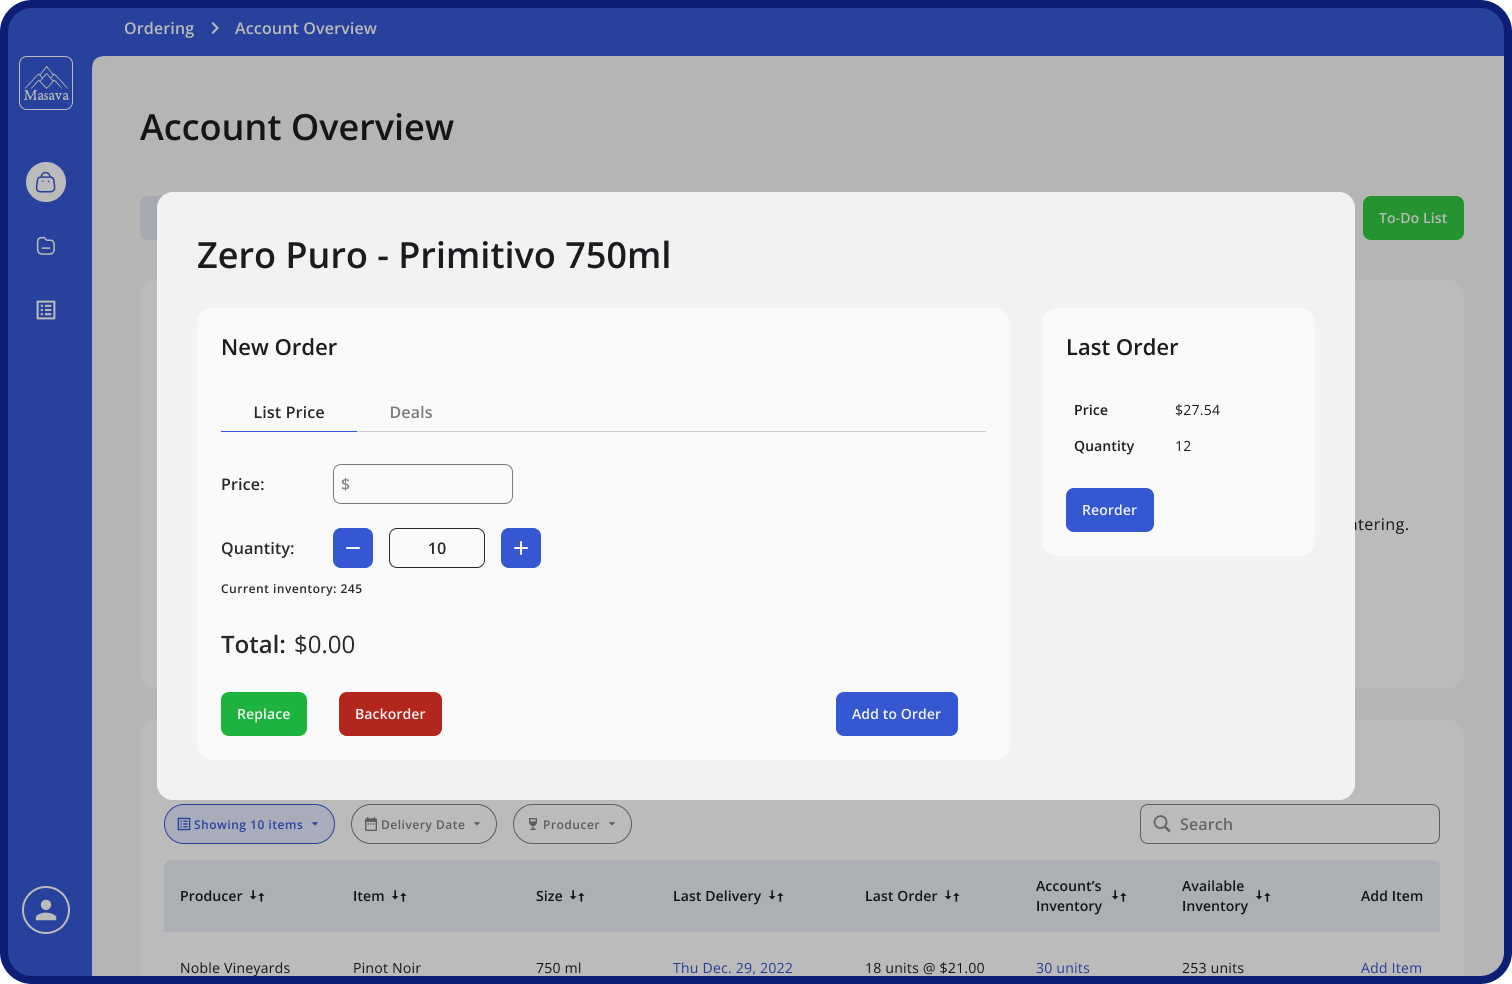 Ordering > Account Overview
Masava
Account Overview
To-Do List
Zero Puro - Primitivo 750ml
New Order
List Price Deals
Price: $
Quantity: − 10 +
Current inventory: 245
Total: $0.00
Replace Backorder Add to Order
Last Order
Price $27.54
Quantity 12
Reorder
Showing 10 items Delivery Date Producer Search
Producer Item Size Last Delivery Last Order Account’s Inventory Available Inventory Add Item
Noble Vineyards Pinot Noir 750 ml Thu Dec. 29, 2022 18 units @ $21.00 30 units 253 units Add Item